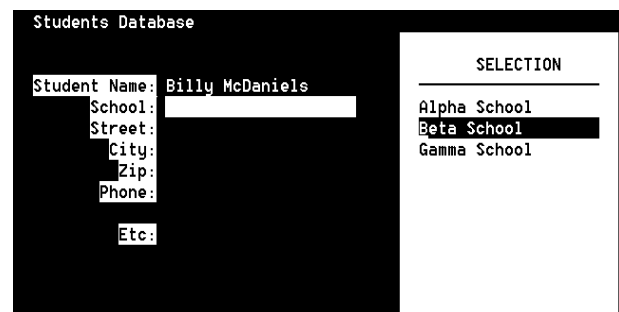 Students Database
SELECTION
Student Name: Billy McDaniels
School:
Street:
City:
Zip:
Phone:
Etc:
Alpha School
Beta School
Gamma School